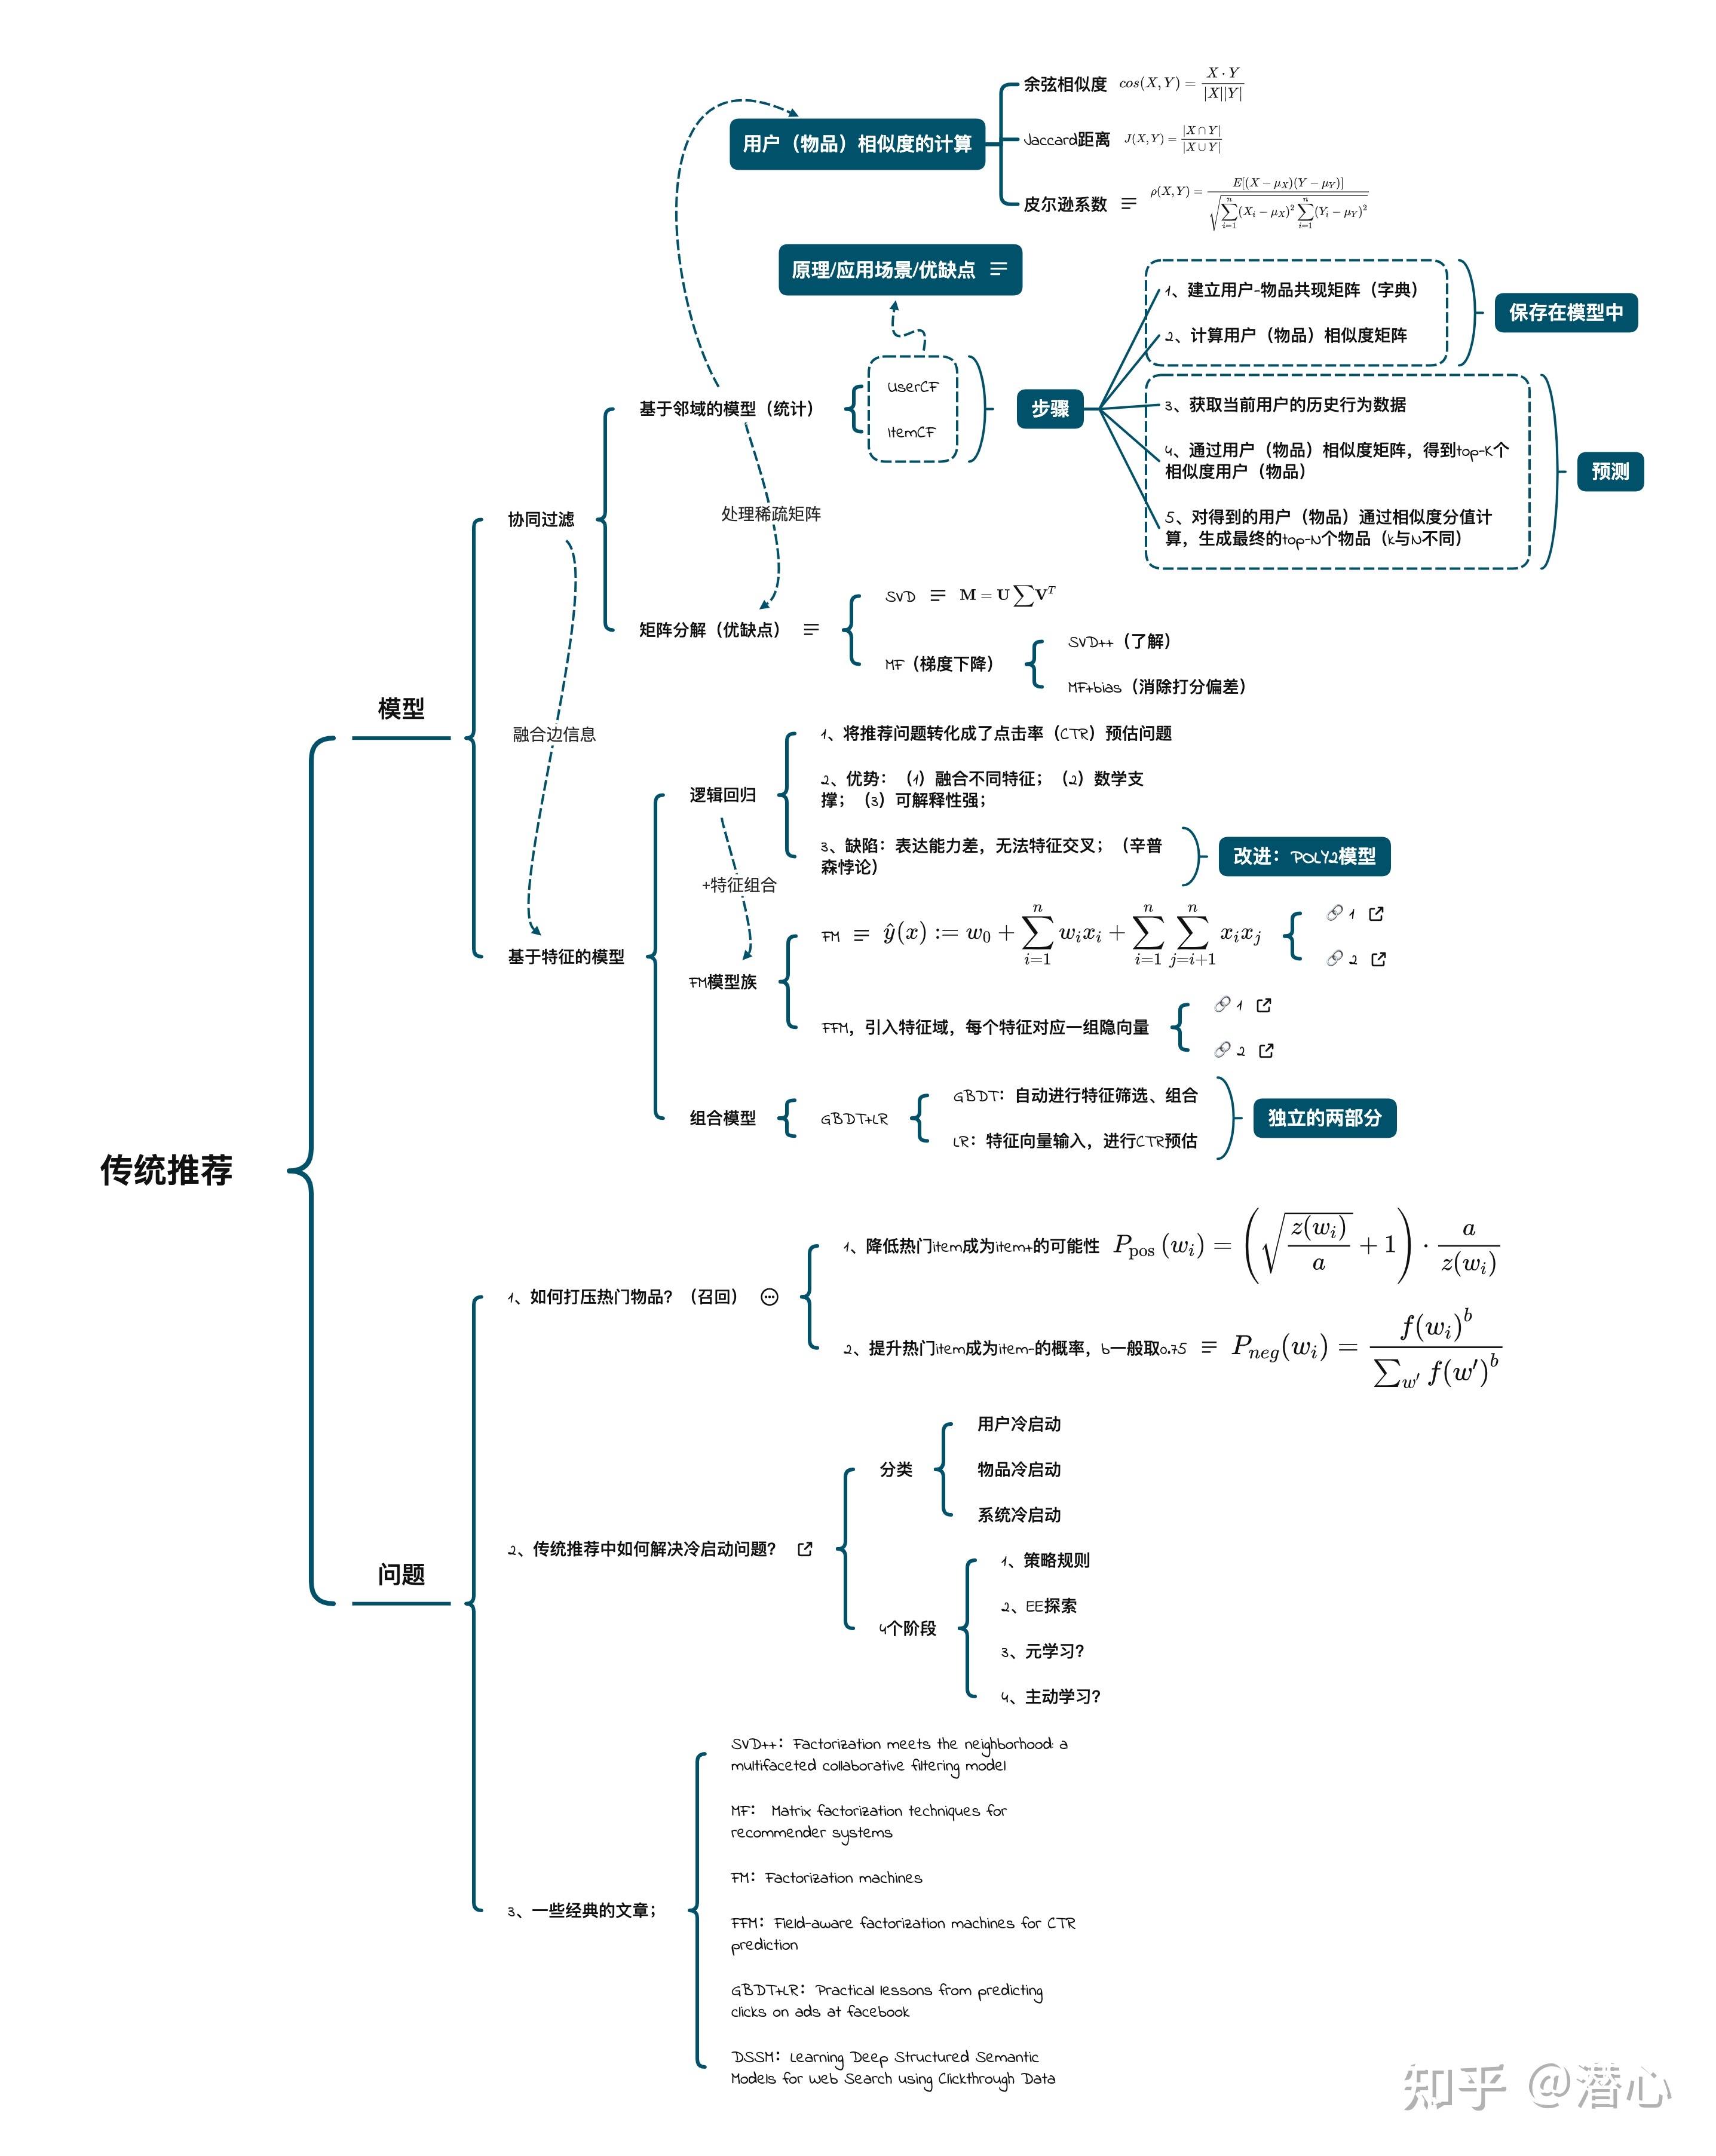 余弦相似度 cos(X, Y) = \frac{X · Y}{|X||Y|}
用户（物品）相似度的计算
Jaccard距离 J(X, Y) = \frac{|X ∩ Y|}{|X ∪ Y|}
皮尔逊系数 ρ(X, Y) = \frac{E[(X − μ_X)(Y − μ_Y)]}{\sqrt{\sum_{i=1}^{n}(X_i − μ_X)^2 \sum_{i=1}^{n}(Y_i − μ_Y)^2}}
原理/应用场景/优缺点
1、建立用户-物品共现矩阵（字典）
2、计算用户（物品）相似度矩阵
保存在模型中
基于邻域的模型（统计）
UserCF
ItemCF
步骤
3、获取当前用户的历史行为数据
4、通过用户（物品）相似度矩阵，得到top-K个
相似度用户（物品）
5、对得到的用户（物品）通过相似度分值计
算，生成最终的top-N个物品（K与N不同）
预测
协同过滤
处理稀疏矩阵
矩阵分解（优缺点）
SVD M = U∑V^T
MF（梯度下降）
SVD++（了解）
MF+bias（消除打分偏差）
模型
融合边信息
逻辑回归
1、将推荐问题转化成了点击率（CTR）预估问题
2、优势：（1）融合不同特征；（2）数学支
撑；（3）可解释性强；
3、缺陷：表达能力差，无法特征交叉；（辛普
森悖论）
改进：POLY2模型
+特征组合
基于特征的模型
FM模型族
FM ŷ(x) := w_0 + \sum_{i=1}^{n} w_i x_i + \sum_{i=1}^{n} \sum_{j=i+1}^{n} x_i x_j
1
2
FFM，引入特征域，每个特征对应一组隐向量
1
2
组合模型
GBDT+LR
GBDT：自动进行特征筛选、组合
LR：特征向量输入，进行CTR预估
独立的两部分
传统推荐
1、如何打压热门物品？（召回）
1、降低热门item成为item+的可能性 P_{pos}(w_i) = \left(\sqrt{\frac{z(w_i)}{a}} + 1\right) · \frac{a}{z(w_i)}
2、提升热门item成为item-的概率，b一般取0.75 P_{neg}(w_i) = \frac{f(w_i)^b}{\sum_{w'} f(w')^b}
问题
2、传统推荐中如何解决冷启动问题？
分类
用户冷启动
物品冷启动
系统冷启动
4个阶段
1、策略规则
2、EE探索
3、元学习？
4、主动学习？
3、一些经典的文章；
SVD++：Factorization meets the neighborhood: a
multifaceted collaborative filtering model
MF： Matrix factorization techniques for
recommender systems
FM：Factorization machines
FFM：Field-aware factorization machines for CTR
prediction
GBDT+LR：Practical lessons from predicting
clicks on ads at facebook
DSSM：Learning Deep Structured Semantic
Models for Web Search using Clickthrough Data
知乎 @潜心